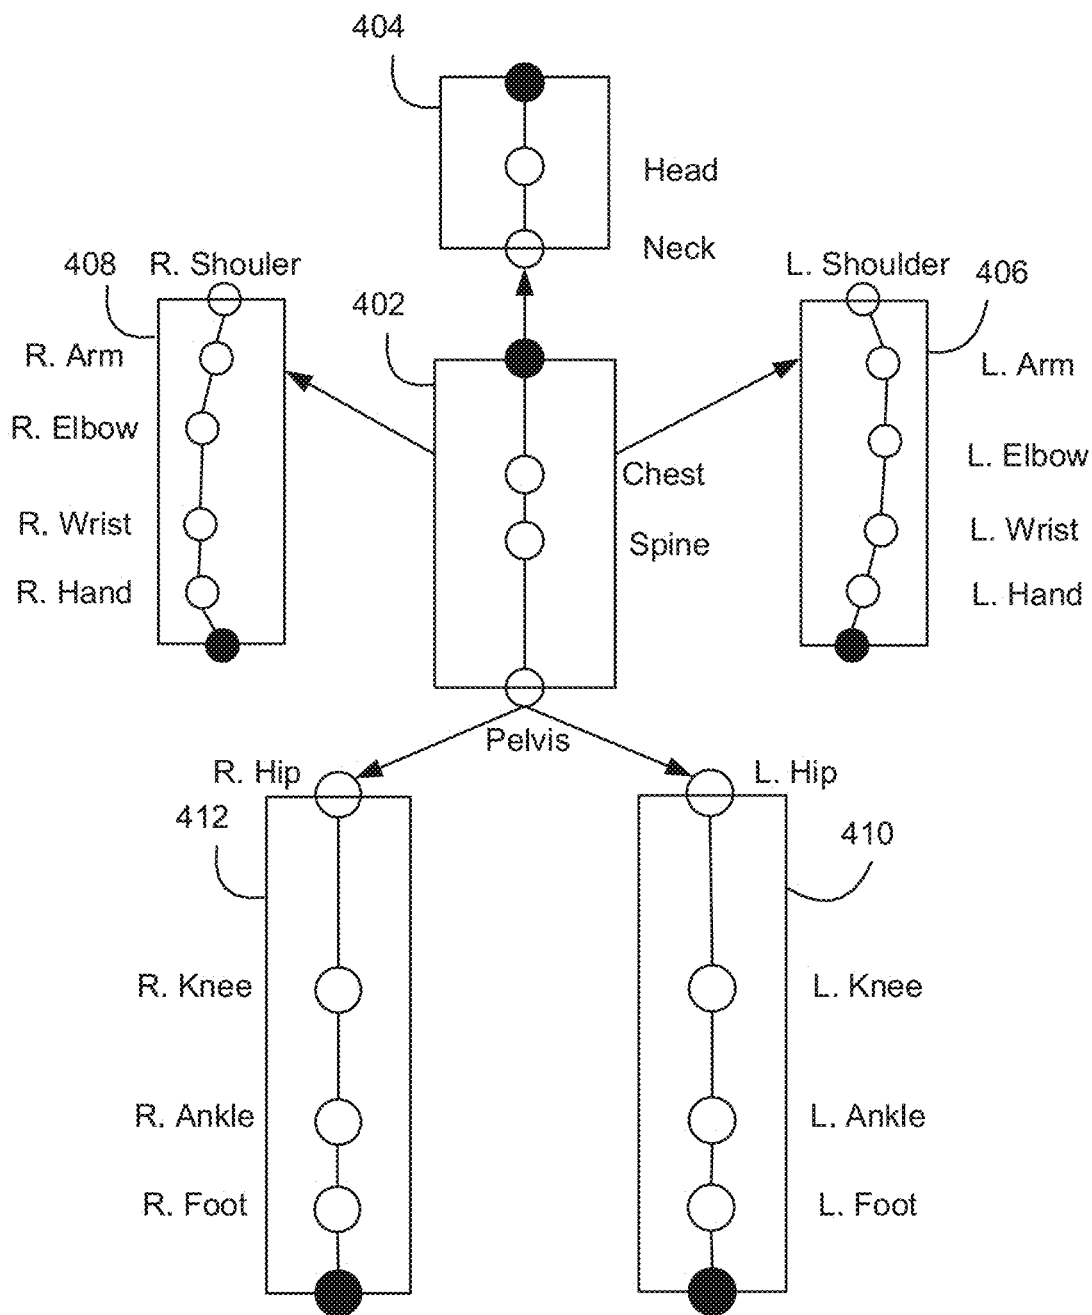 404
Head
Neck
408
R. Shouler
402
L. Shoulder
406
R. Arm
L. Arm
R. Elbow
L. Elbow
Chest
R. Wrist
Spine
L. Wrist
R. Hand
L. Hand
Pelvis
R. Hip
L. Hip
412
410
R. Knee
L. Knee
R. Ankle
L. Ankle
R. Foot
L. Foot